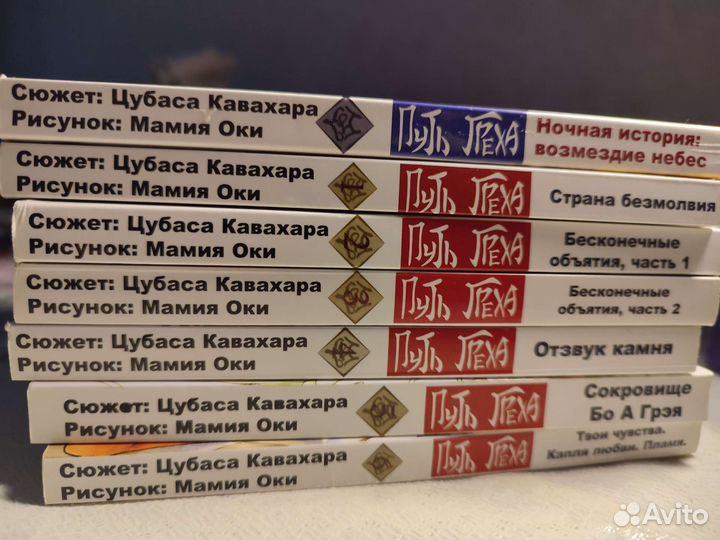 Сюжет: Цубаса Кавахара
Рисунок: Мамия Оки
Путь Греха
Ночная история:
возмездие небес
Сюжет: Цубаса Кавахара
Рисунок: Мамия Оки
Путь Греха
Страна безмолвия
Сюжет: Цубаса Кавахара
Рисунок: Мамия Оки
Путь Греха
Бесконечные
объятия, часть 1
Сюжет: Цубаса Кавахара
Рисунок: Мамия Оки
Путь Греха
Бесконечные
объятия, часть 2
Сюжет: Цубаса Кавахара
Рисунок: Мамия Оки
Путь Греха
Отзвук камня
Сюжет: Цубаса Кавахара
Рисунок: Мамия Оки
Путь Греха
Сокровище
Бо А Грэя
Сюжет: Цубаса Кавахара
Рисунок: Мамия Оки
Путь Греха
Твои чувства.
Капля любви. Пламя.
Avito